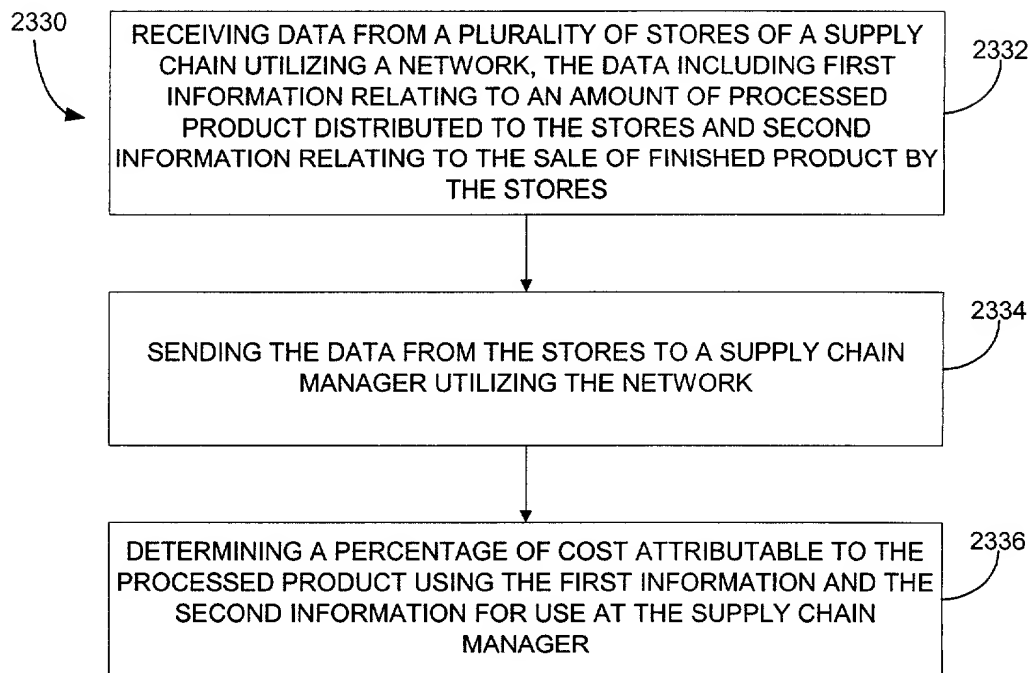 2330
RECEIVING DATA FROM A PLURALITY OF STORES OF A SUPPLY
CHAIN UTILIZING A NETWORK, THE DATA INCLUDING FIRST
INFORMATION RELATING TO AN AMOUNT OF PROCESSED
PRODUCT DISTRIBUTED TO THE STORES AND SECOND
INFORMATION RELATING TO THE SALE OF FINISHED PRODUCT BY
THE STORES
2332
SENDING THE DATA FROM THE STORES TO A SUPPLY CHAIN
MANAGER UTILIZING THE NETWORK
2334
DETERMINING A PERCENTAGE OF COST ATTRIBUTABLE TO THE
PROCESSED PRODUCT USING THE FIRST INFORMATION AND THE
SECOND INFORMATION FOR USE AT THE SUPPLY CHAIN
MANAGER
2336